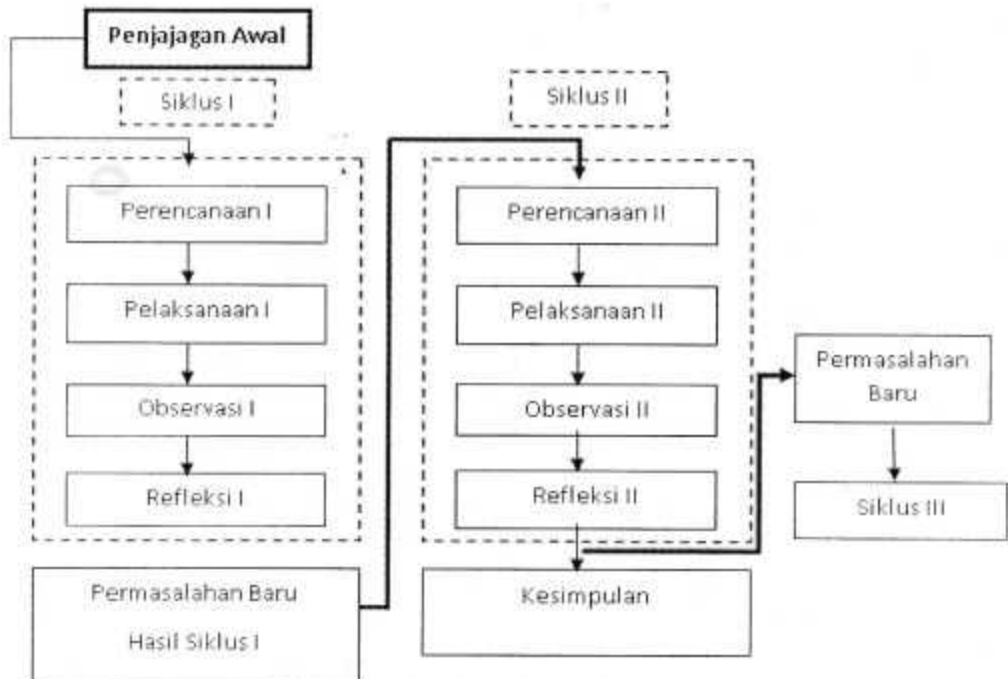 Penjajagan Awal
Siklus I
Perencanaan I
Pelaksanaan I
Observasi I
Refleksi I
Permasalahan Baru
Hasil Siklus I
Siklus II
Perencanaan II
Pelaksanaan II
Observasi II
Refleksi II
Kesimpulan
Permasalahan
Baru
Siklus III